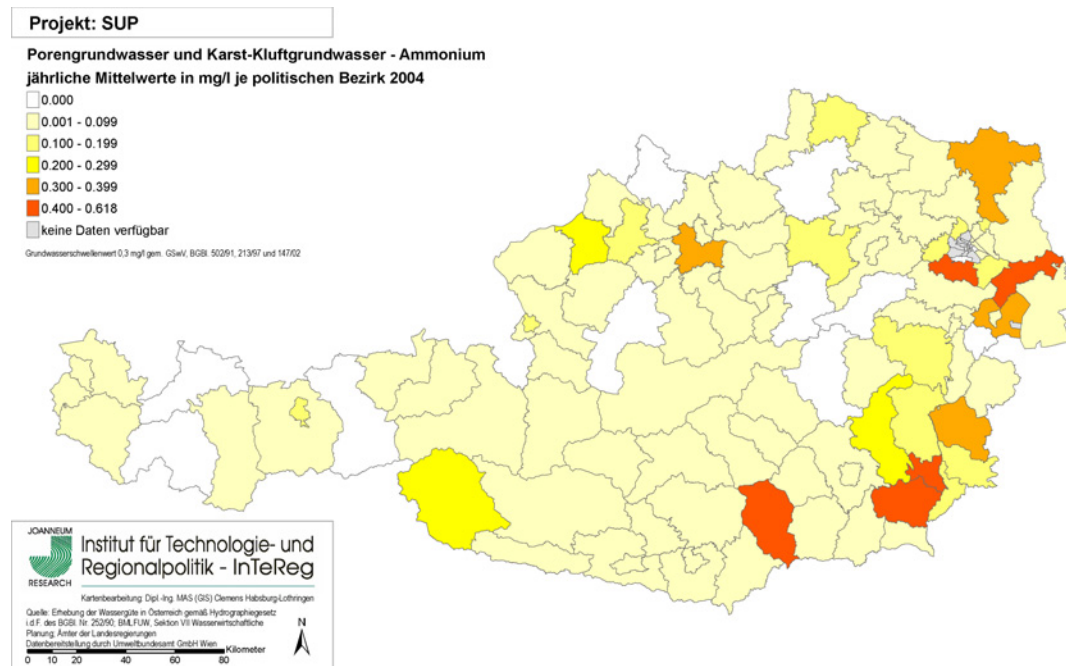 Projekt: SUP
Porengrundwasser und Karst-Kluftgrundwasser - Ammonium
jährliche Mittelwerte in mg/l je politischen Bezirk 2004
0.000
0.001 - 0.099
0.100 - 0.199
0.200 - 0.299
0.300 - 0.399
0.400 - 0.618
keine Daten verfügbar
Grundwasserschwellenwert 0,3 mg/l gem. GSwV, BGBl. 502/91, 213/97 und 147/02
JOANNEUM
RESEARCH
Institut für Technologie- und
Regionalpolitik - InTeReg
Kartenbearbeitung: Dipl.-Ing. MAS (GIS) Clemens Habsburg-Lothringen
Quelle: Erhebung der Wassergüte in Österreich gemäß Hydrographiegesetz
i.d.F. des BGBl. Nr. 252/90; BMLFUW, Sektion VII Wasserwirtschaftliche
Planung; Ämter der Landesregierungen
Datenbereitstellung durch Umweltbundesamt GmbH Wien
Kilometer
0 10 20 40 60 80
N